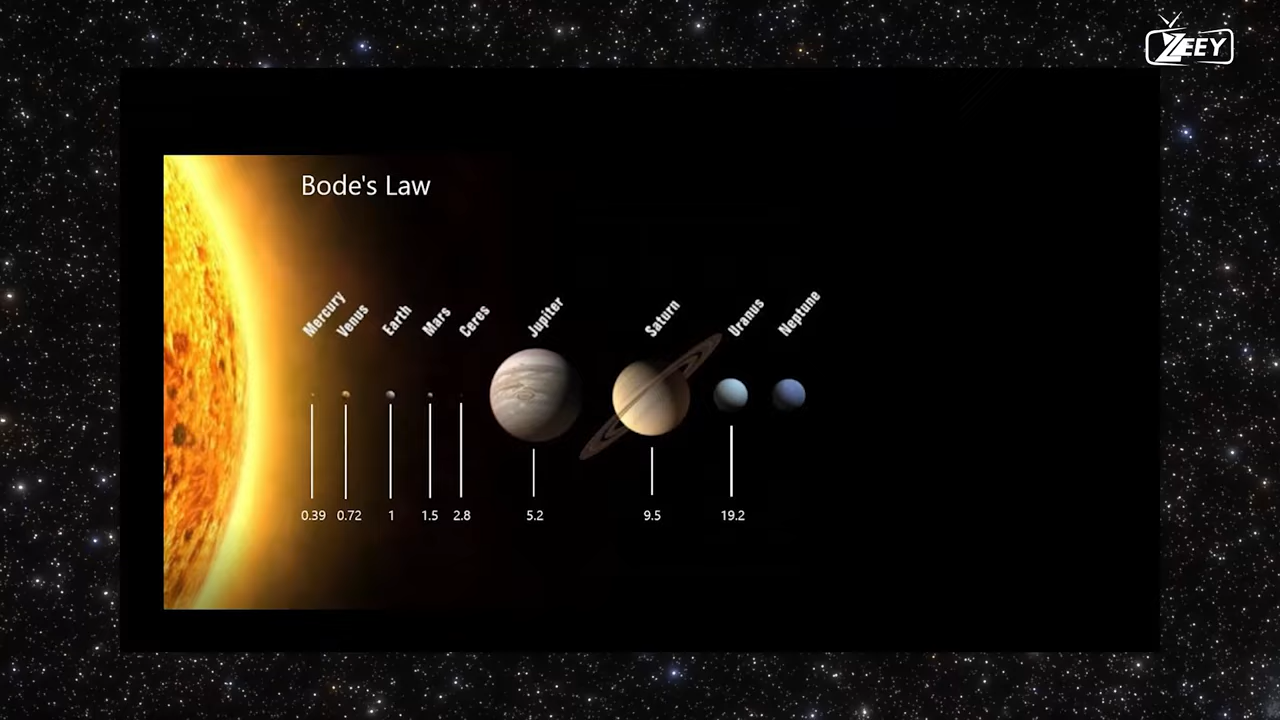 ZEEY
Bode's Law
Mercury Venus Earth Mars Ceres Jupiter Saturn Uranus Neptune
0.39 0.72 1 1.5 2.8 5.2 9.5 19.2